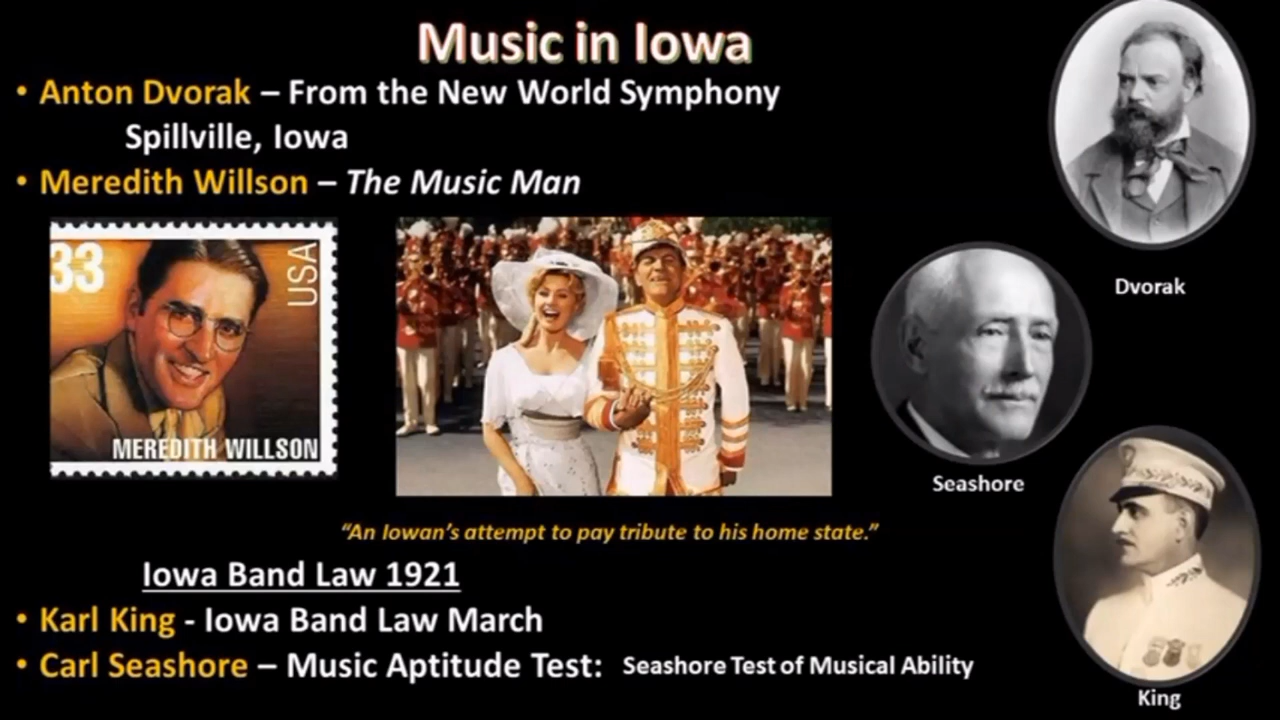 Music in Iowa
• Anton Dvorak – From the New World Symphony
Spillville, Iowa
• Meredith Willson – The Music Man
33
USA
MEREDITH WILLSON
Dvorak
Seashore
"An Iowan's attempt to pay tribute to his home state."
Iowa Band Law 1921
• Karl King - Iowa Band Law March
• Carl Seashore – Music Aptitude Test: Seashore Test of Musical Ability
King